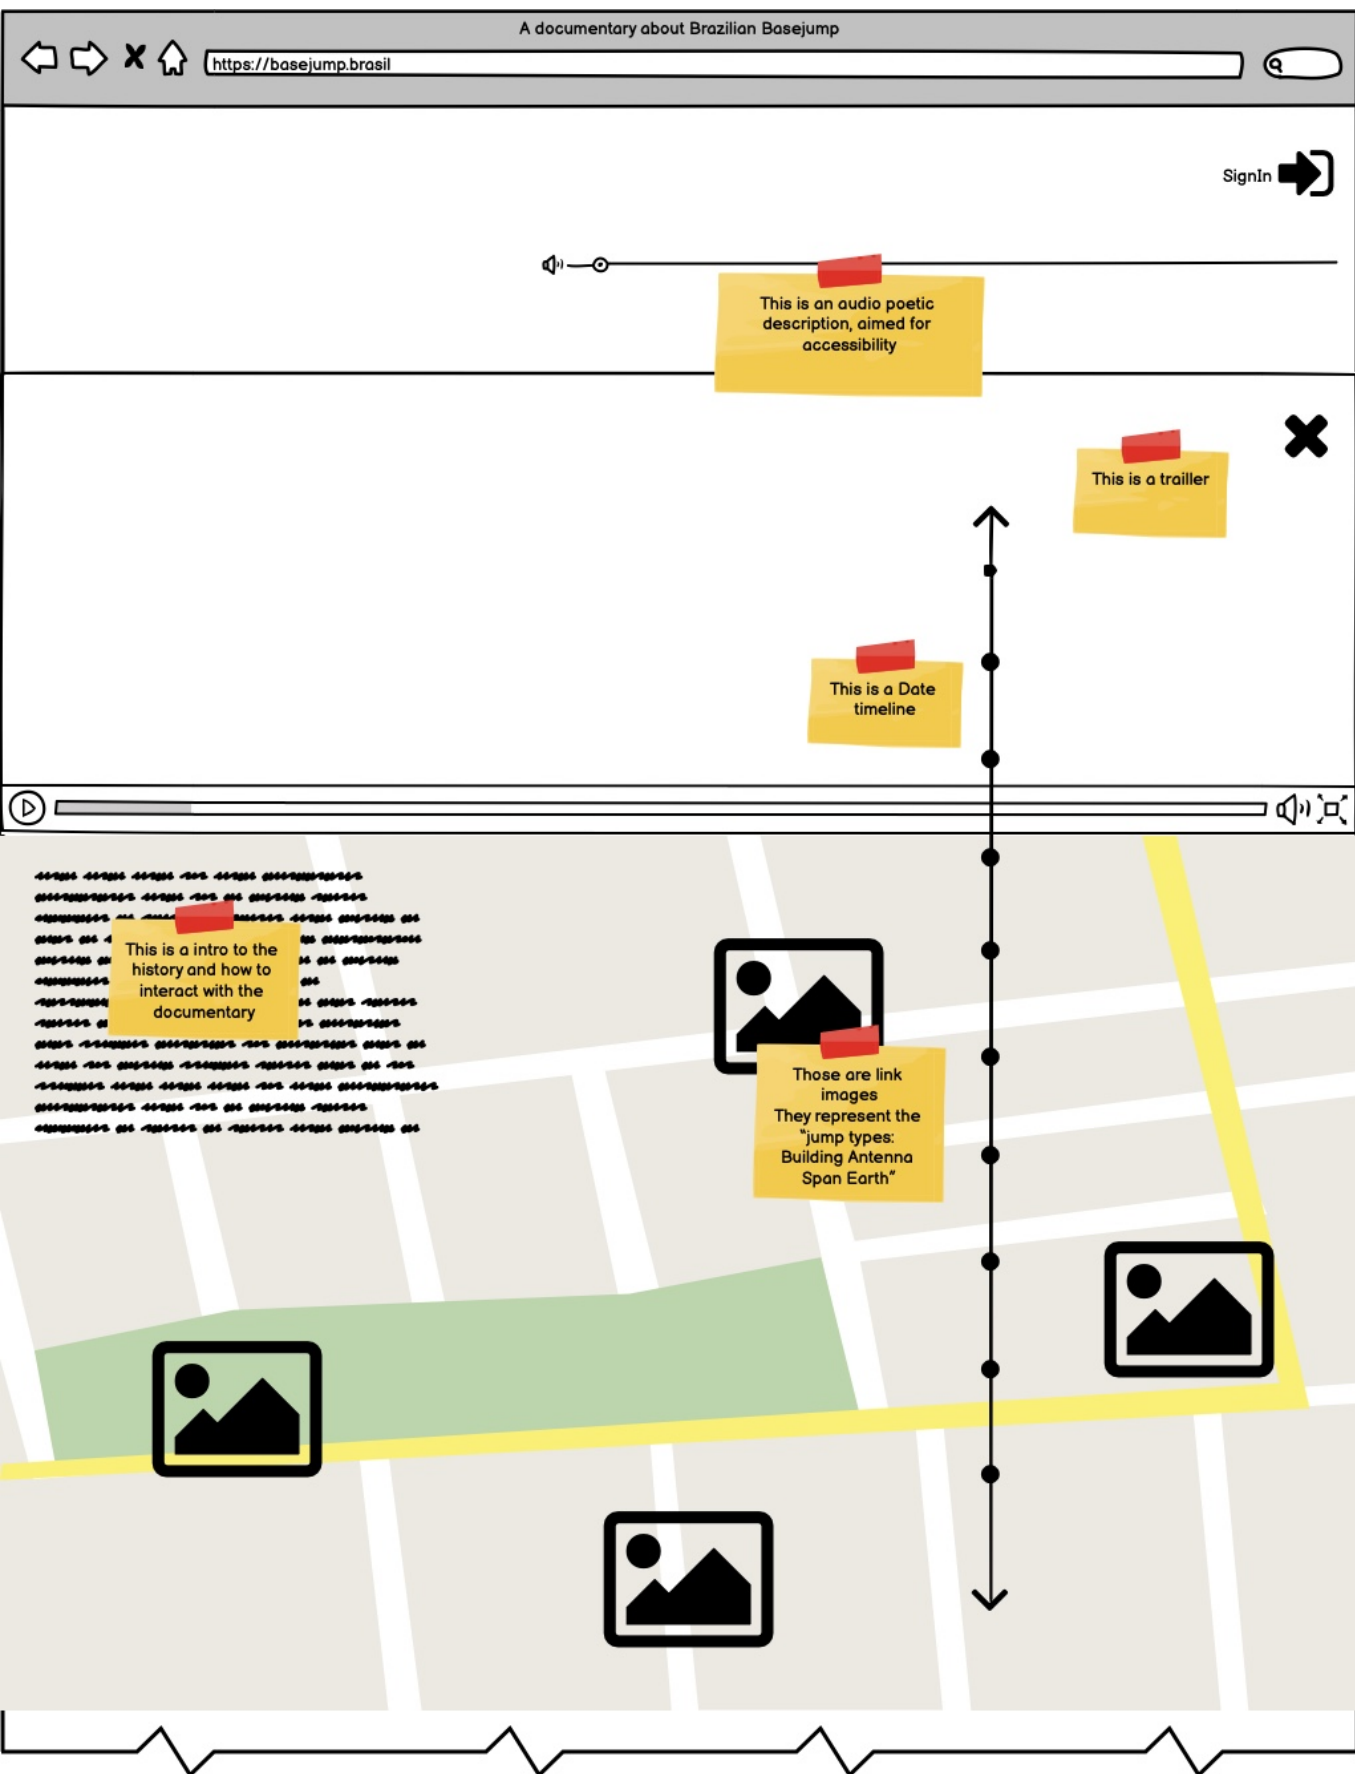 A documentary about Brazilian Basejump
https://basejump.brasil
SignIn
This is an audio poetic
description, aimed for
accessibility
This is a trailler
This is a Date
timeline
This is a intro to the
history and how to
interact with the
documentary
Those are link
images
They represent the
"jump types:
Building Antenna
Span Earth"